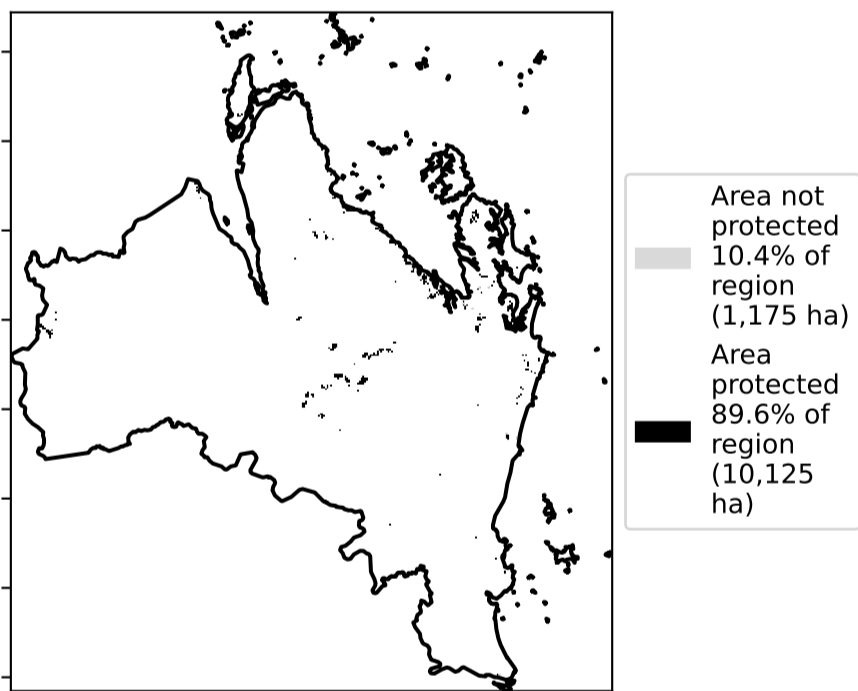 Area not
protected
10.4% of
region
(1,175 ha)
Area
protected
89.6% of
region
(10,125
ha)